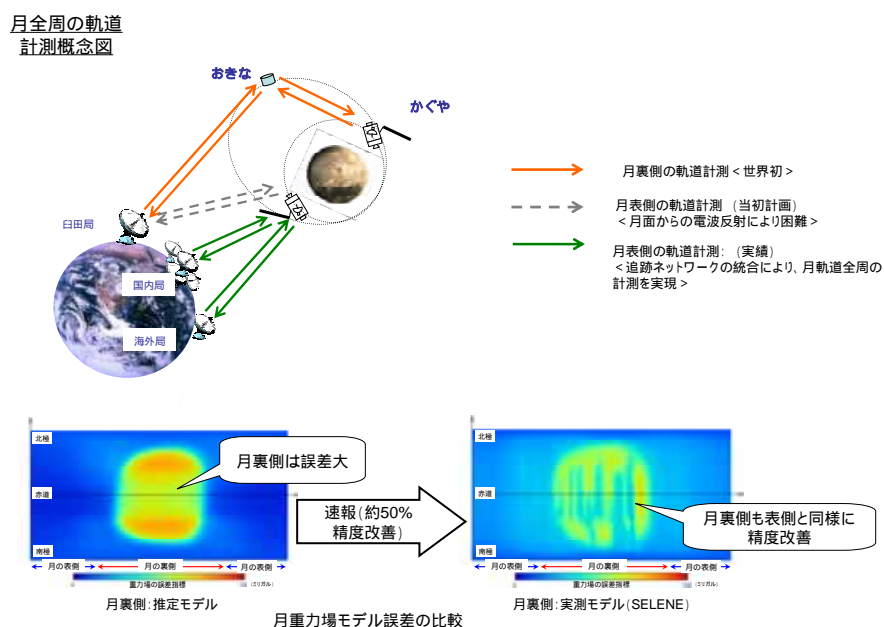 月全周の軌道
計測概念図
おきな
かぐや
臼田局
国内局
海外局
月裏側の軌道計測＜世界初＞
月表側の軌道計測 (当初計画)
＜月面からの電波反射により困難＞
月表側の軌道計測: (実績)
＜追跡ネットワークの統合により、月軌道全周の
計測を実現＞
北極
赤道
南極
月裏側は誤差大
月の表側
月の裏側
月の表側
重力場の誤差指標
(ミリガル)
月裏側:推定モデル
速報(約50%
精度改善)
北極
赤道
南極
月裏側も表側と同様に
精度改善
月の表側
月の裏側
月の表側
重力場の誤差指標
(ミリガル)
月裏側:実測モデル(SELENE)
月重力場モデル誤差の比較